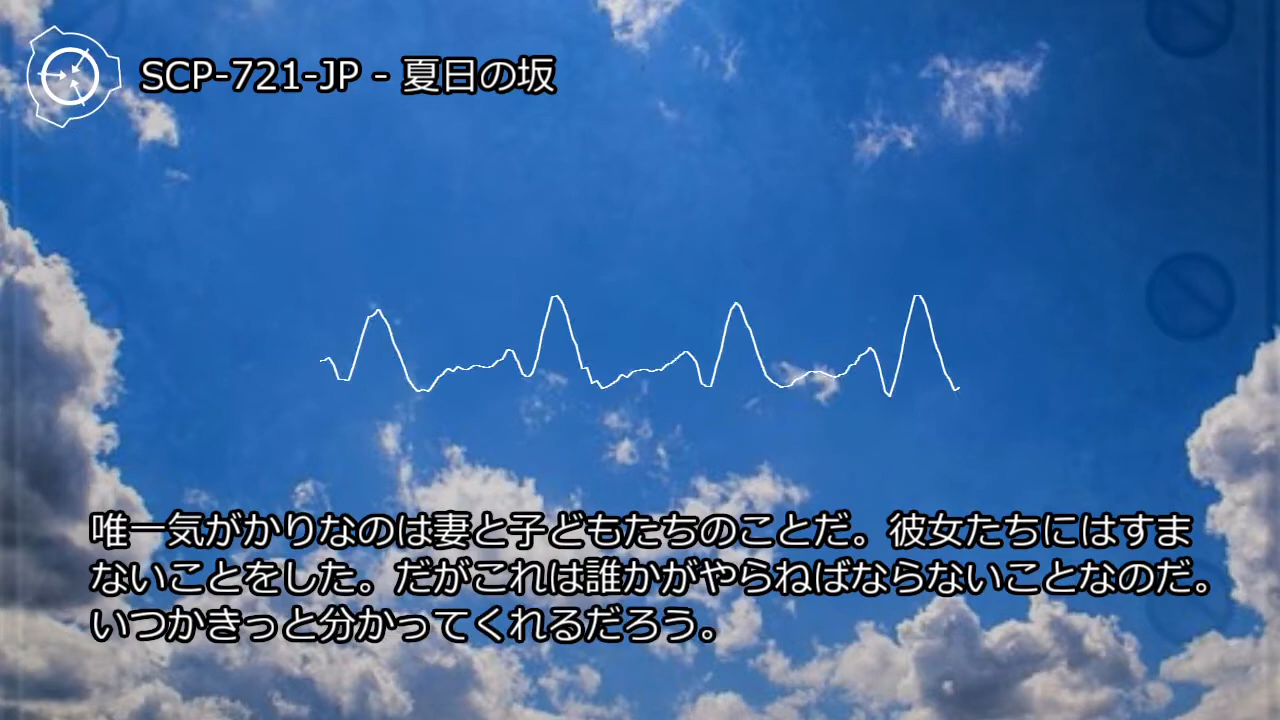 SCP-721-JP - 夏日の坂
唯一気がかりなのは妻と子どもたちのことだ。彼女たちにはすま
ないことをした。だがこれは誰かがやらねばならないことなのだ。
いつかきっと分かってくれるだろう。